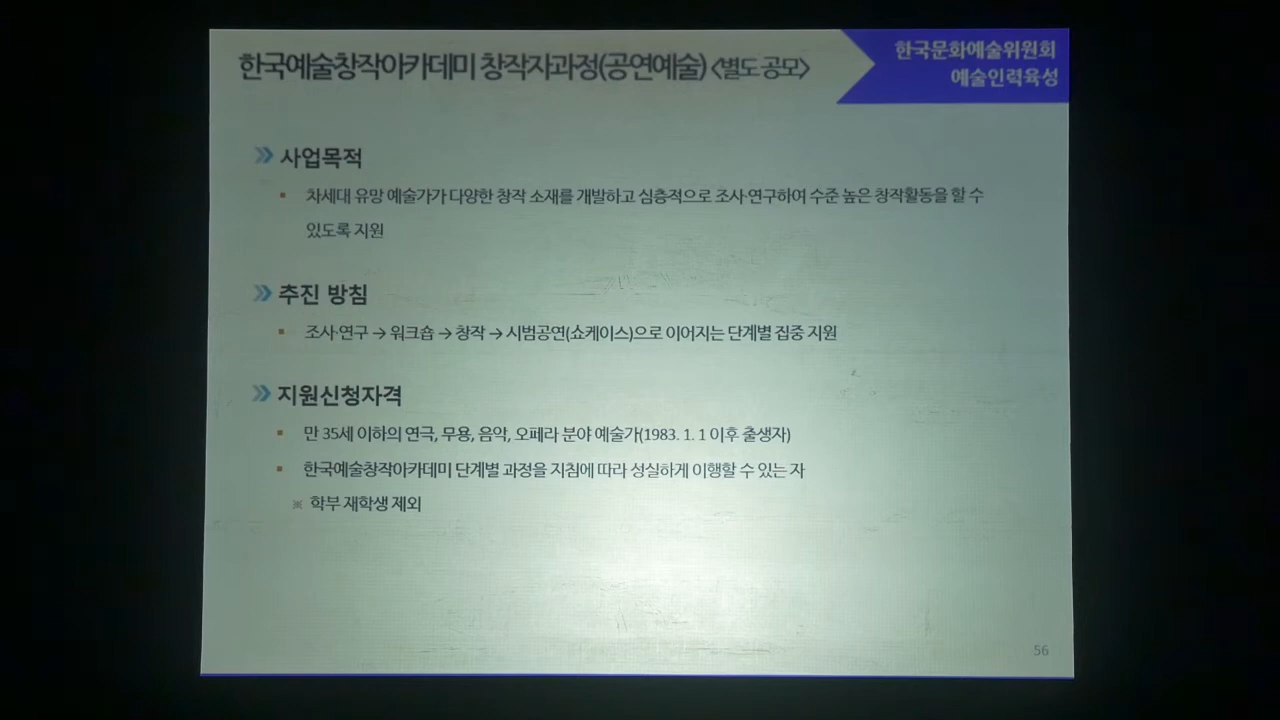 한국예술창작아카데미 창작자과정(공연예술) <별도 공모>
한국문화예술위원회
예술인력육성
사업목적
▪ 차세대 유망 예술가가 다양한 창작 소재를 개발하고 심층적으로 조사·연구하여 수준 높은 창작활동을 할 수
있도록 지원
추진 방침
▪ 조사·연구 → 워크숍 → 창작 → 시범공연(쇼케이스)으로 이어지는 단계별 집중 지원
지원신청자격
▪ 만 35세 이하의 연극, 무용, 음악, 오페라 분야 예술가(1983. 1. 1 이후 출생자)
▪ 한국예술창작아카데미 단계별 과정을 지침에 따라 성실하게 이행할 수 있는 자
※ 학부 재학생 제외
56